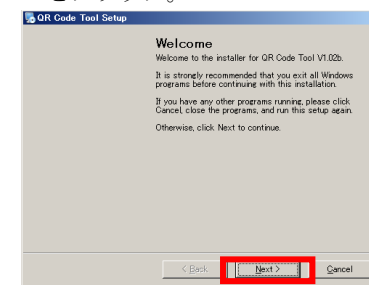 QR Code Tool Setup
Welcome
Welcome to the installer for QR Code Tool V1.02b.
It is strongly recommended that you exit all Windows
programs before continuing with this installation.
If you have any other programs running, please click
Cancel, close the programs, and run this setup again.
Otherwise, click Next to continue.
< Back
Next >
Cancel